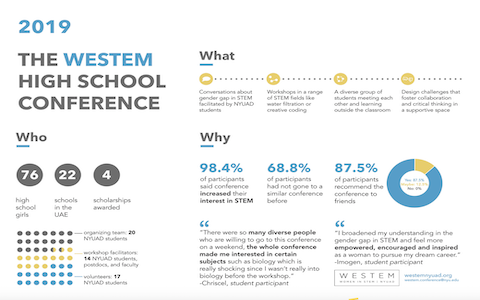 2019
THE WESTEM
HIGH SCHOOL
CONFERENCE
What
Conversations about
gender gap in STEM
facilitated by NYUAD
students
Workshops in a range
of STEM fields like
water filtration or
creative coding
A diverse group of
students meeting each
other and learning
outside the classroom
Design challenges that
foster collaboration
and critical thinking in
a supportive space
Who
76
high
school
girls
22
schools
in the
UAE
4
scholarships
awarded
organizing team: 20
NYUAD students
workshop facilitators:
14 NYUAD students,
postdocs, and faculty
volunteers: 17
NYUAD students
Why
98.4%
of participants
said conference
increased their
interest in STEM
68.8%
of participants
had not gone to a
similar conference
before
87.5%
of participants
recommend the
conference to
friends
"There were so many diverse people
who are willing to go to this conference
on a weekend, the whole conference
made me interested in certain
subjects such as biology which is
really shocking since I wasn't really into
biology before the workshop."
-Chrisel, student participant
"I broadened my understanding in the
gender gap in STEM and feel more
empowered, encouraged and inspired
as a woman to pursue my dream career."
-Imogen, student participant
WESTEM
WOMEN IN STEM
westemnyuad.org
westem.conference@nyu.edu